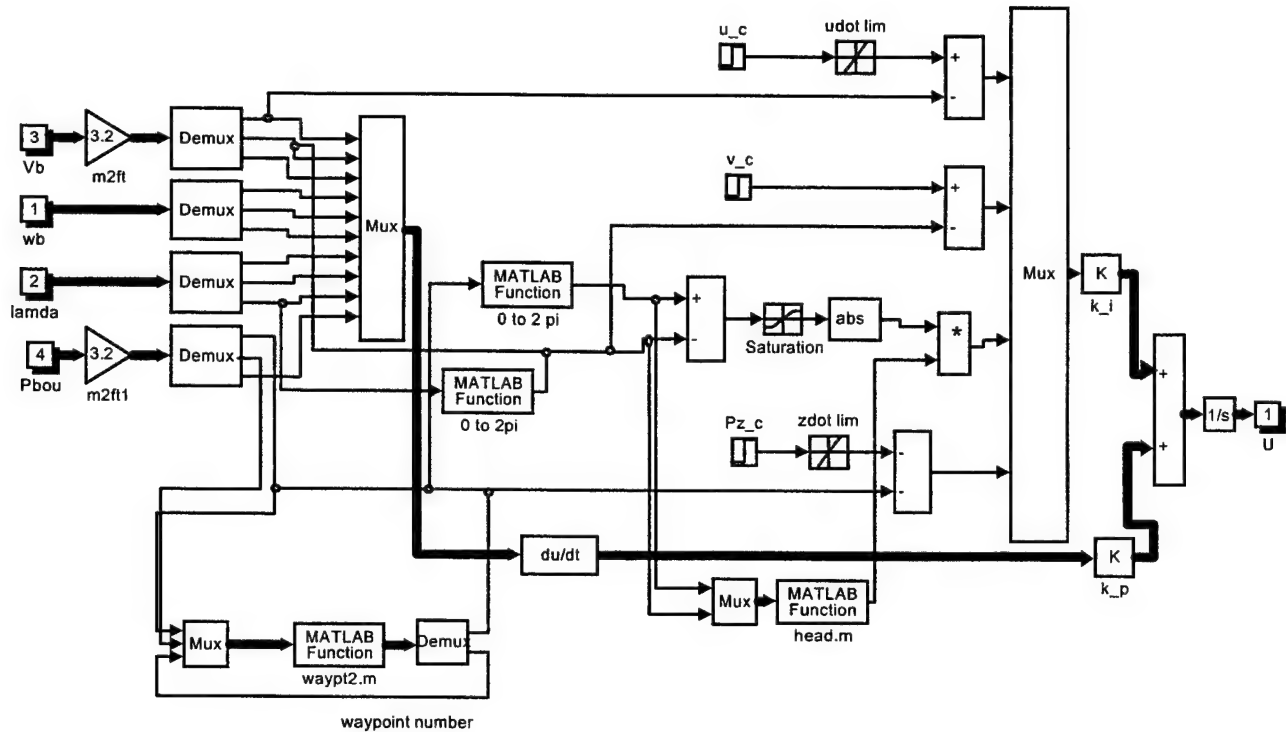 u_c
udot lim
+
-
3
Vb
3.2
m2ft
Demux
1
wb
Demux
2
lamda
Demux
4
Pbou
3.2
m2ft1
Demux
Mux
v_c
+
-
MATLAB
Function
0 to 2 pi
MATLAB
Function
0 to 2pi
+
-
Saturation
abs
*
Pz_c
zdot lim
-
-
Mux
K
k_i
+
+
1/s
1
U
du/dt
K
k_p
Mux
MATLAB
Function
head.m
Mux
MATLAB
Function
waypt2.m
Demux
waypoint number